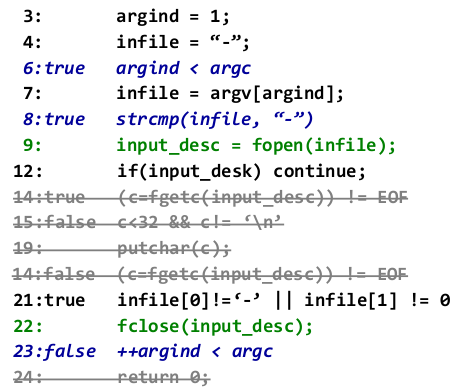 3: argind = 1;
4: infile = “-”;
6:true argind < argc
7: infile = argv[argind];
8:true strcmp(infile, “-”)
9: input_desc = fopen(infile);
12: if(input_desk) continue;
14:true (c=fgetc(input_desc)) != EOF
15:false c<32 && c!= ‘\n’
19: putchar(c);
14:false (c=fgetc(input_desc)) != EOF
21:true infile[0]!=‘-’ || infile[1] != 0
22: fclose(input_desc);
23:false ++argind < argc
24: return 0;